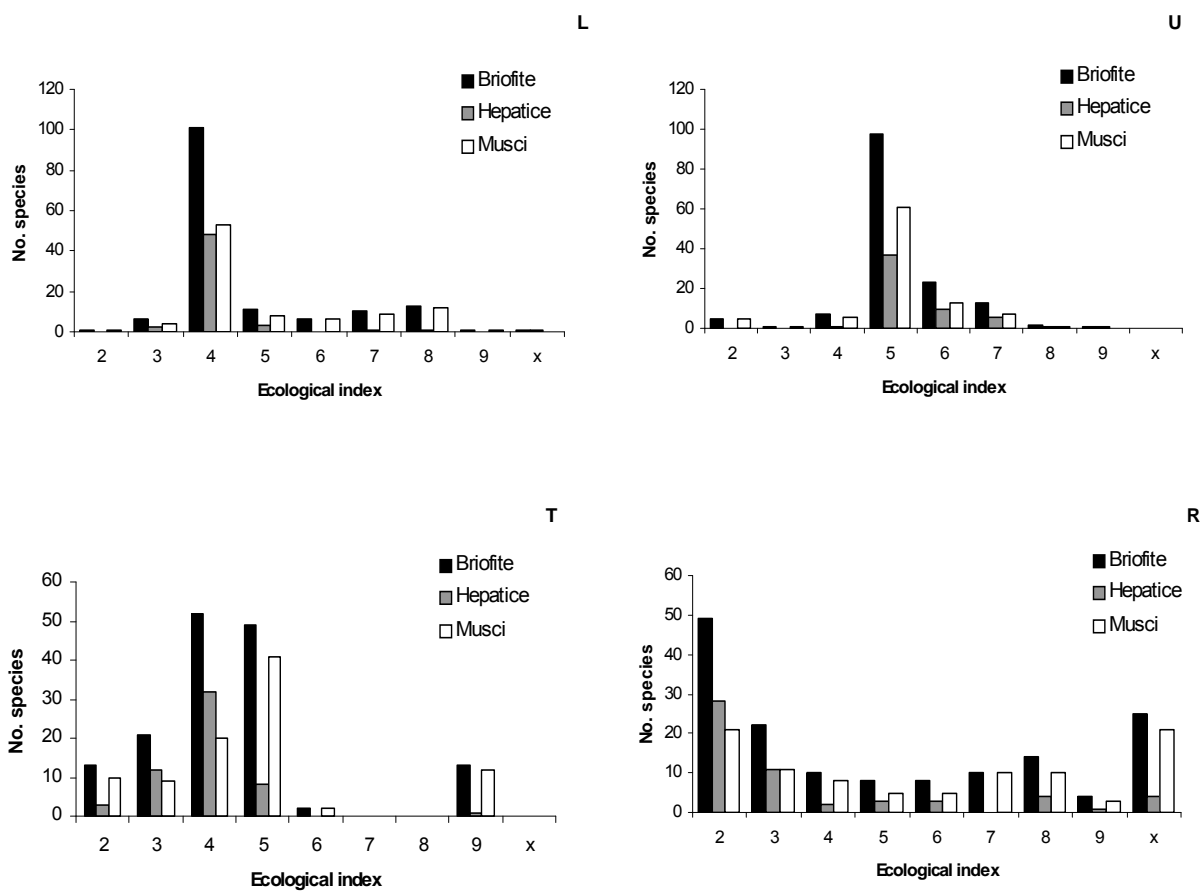 L
Briofite
Hepatice
Musci
No. species
120
100
80
60
40
20
0
2 3 4 5 6 7 8 9 x
Ecological index
U
Briofite
Hepatice
Musci
No. species
120
100
80
60
40
20
0
2 3 4 5 6 7 8 9 x
Ecological index
T
Briofite
Hepatice
Musci
No. species
60
50
40
30
20
10
0
2 3 4 5 6 7 8 9 x
Ecological index
R
Briofite
Hepatice
Musci
No. species
60
50
40
30
20
10
0
2 3 4 5 6 7 8 9 x
Ecological index